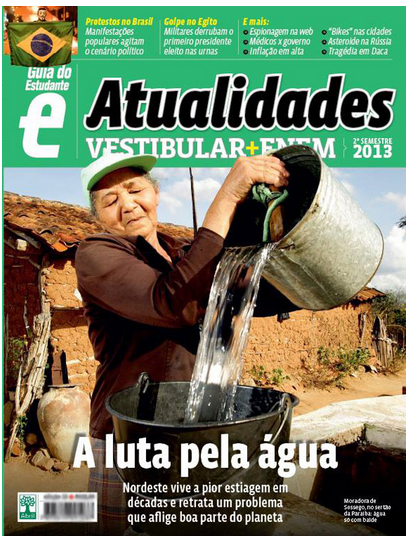 Protestos no Brasil
Manifestações
populares agitam
o cenário político
Golpe no Egito
Militares derrubam o
primeiro presidente
eleito nas urnas
E mais:
Espionagem na web
Médicos x governo
Inflação em alta
"Bikes" nas cidades
Asteroide na Rússia
Tragédia em Daca
Guia do
Estudante
e
Atualidades
VESTIBULAR+ENEM
2º SEMESTRE
2013
A luta pela água
Nordeste vive a pior estiagem em
décadas e retrata um problema
que aflige boa parte do planeta
Moradora de
Sossego, no sertão
da Paraíba: água
só com balde
Abril